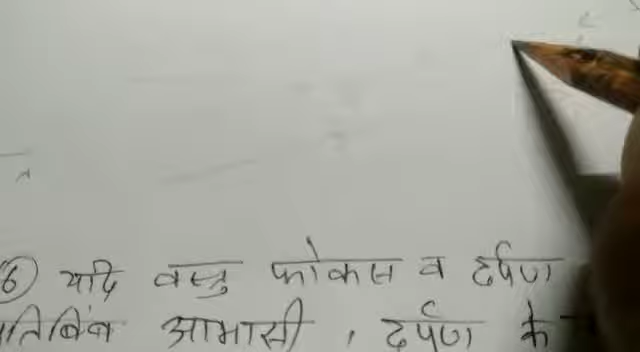 6 यदि वस्तु फोकस व दर्पण
तिबिंब आभासी, दर्पण के